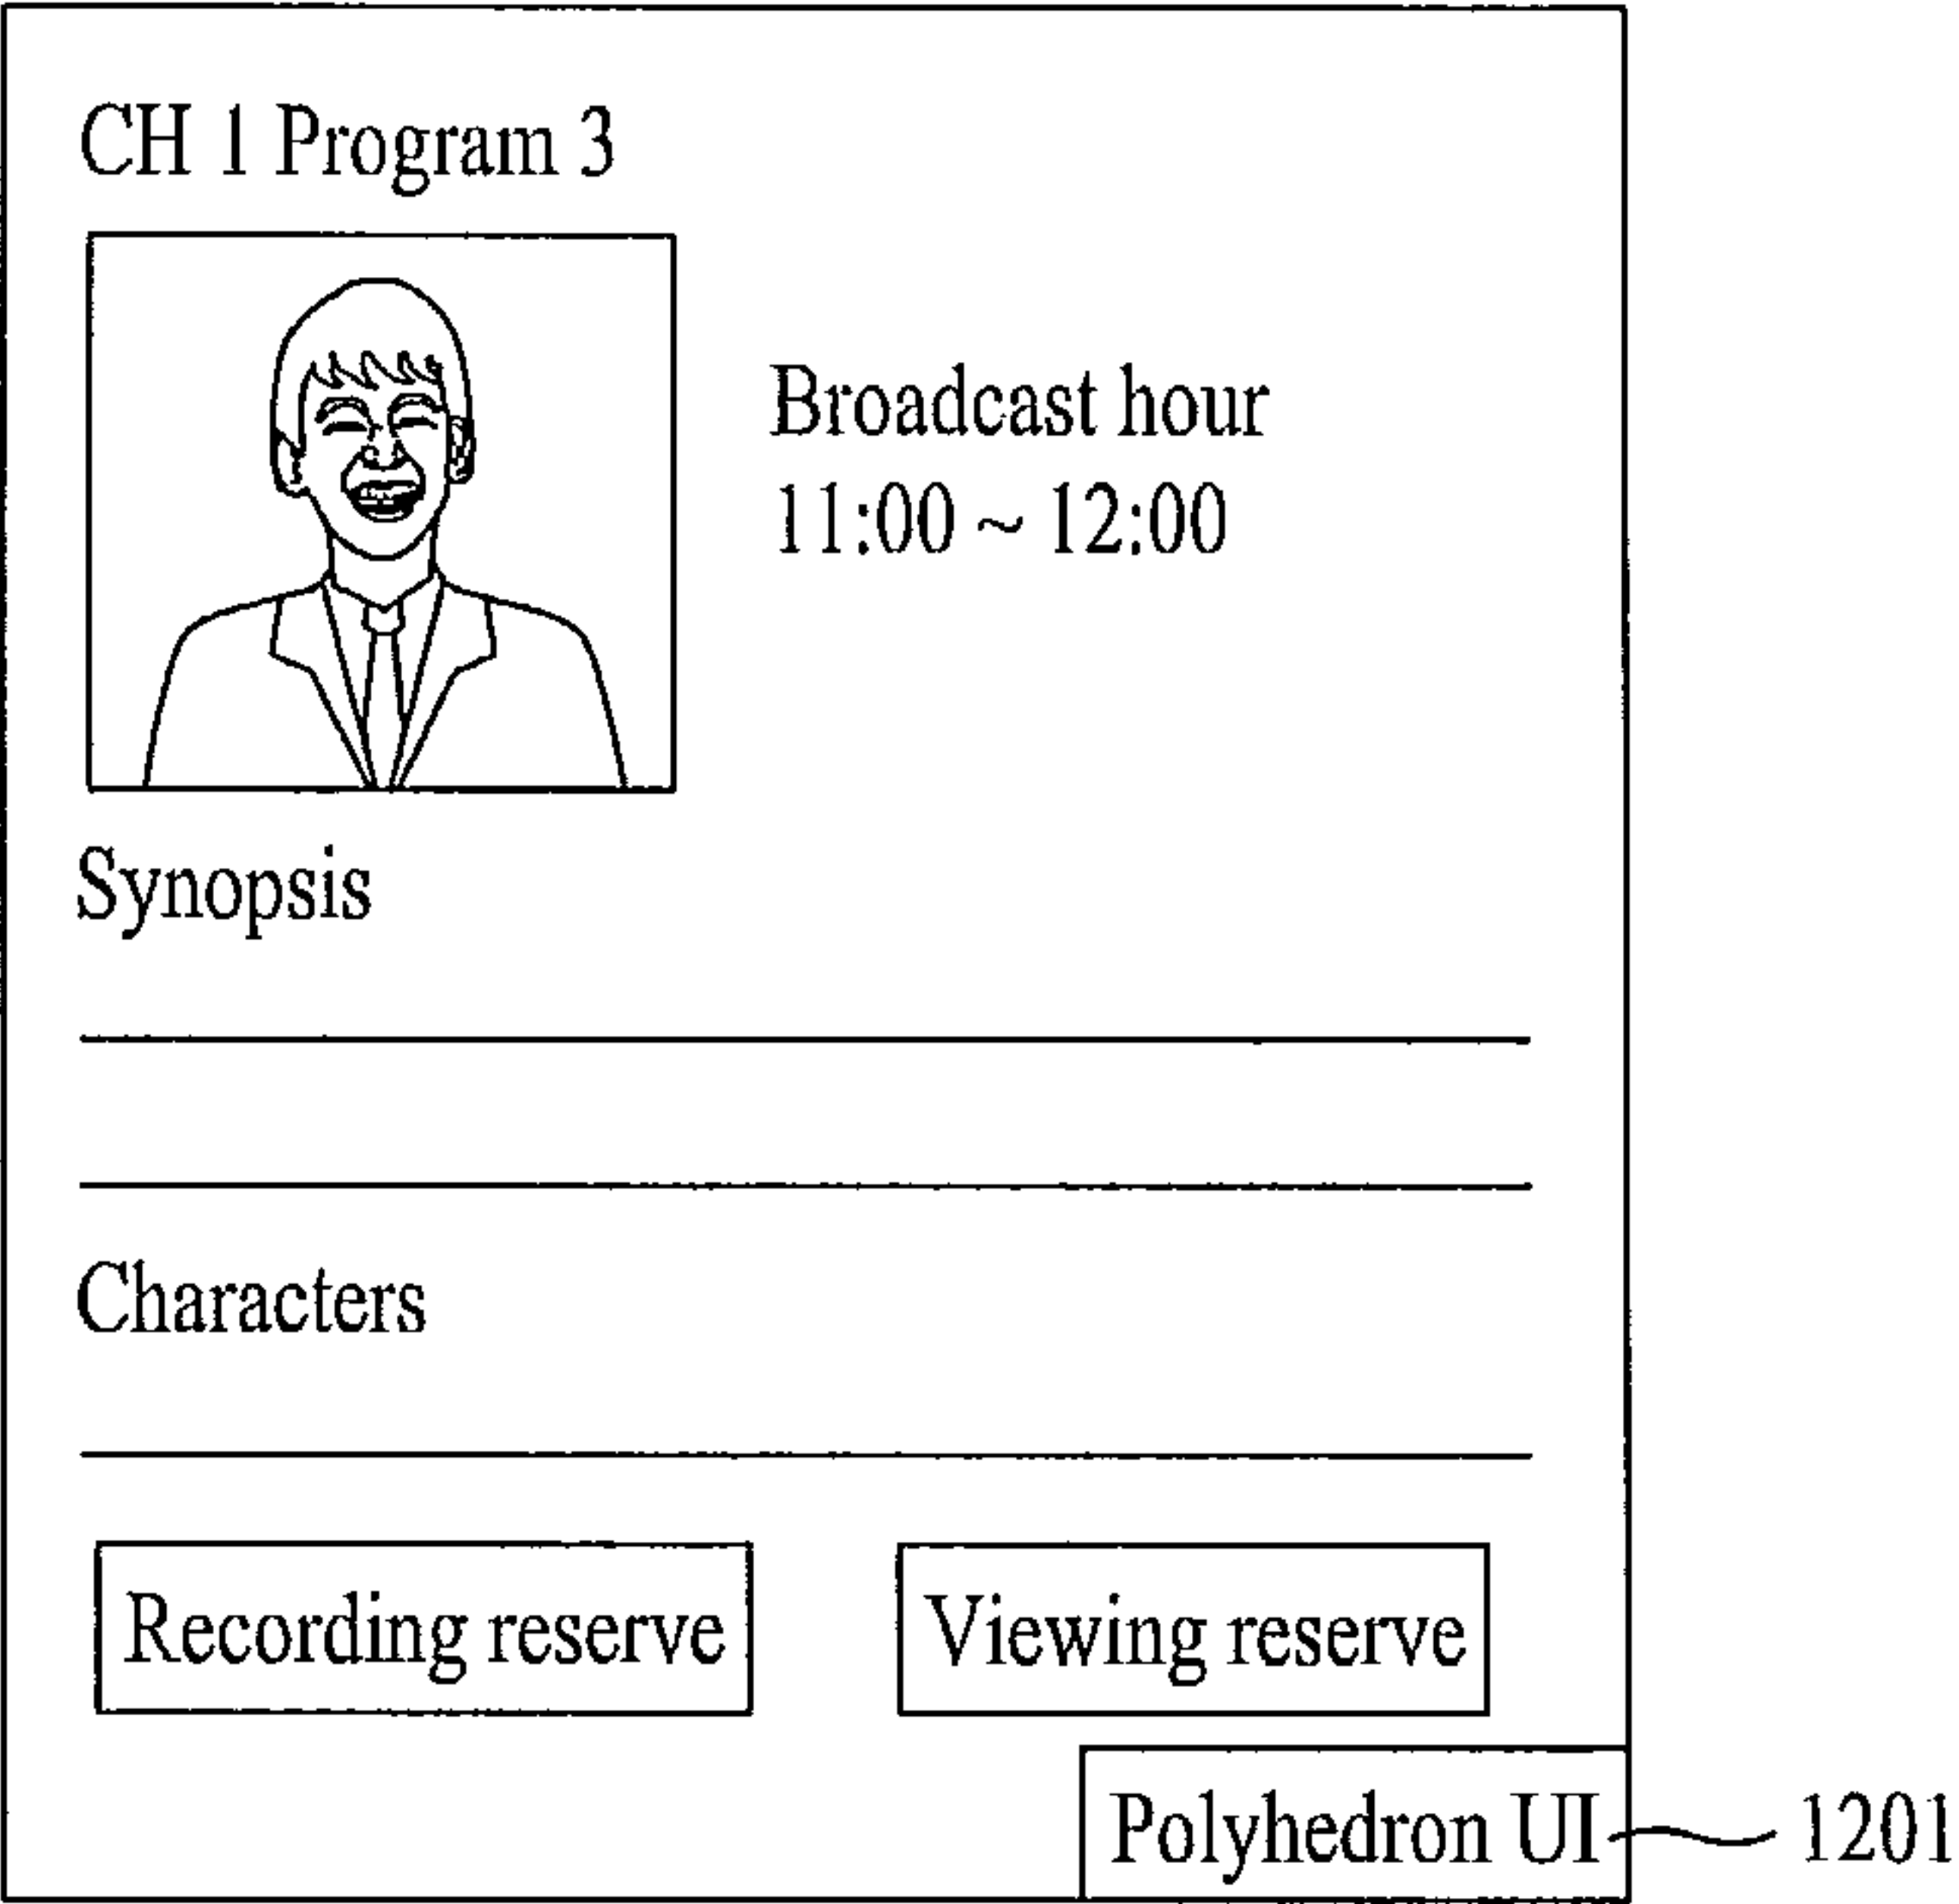 CH 1 Program 3
Broadcast hour
11:00 ~ 12:00
Synopsis
Characters
Recording reserve
Viewing reserve
Polyhedron UI
1201